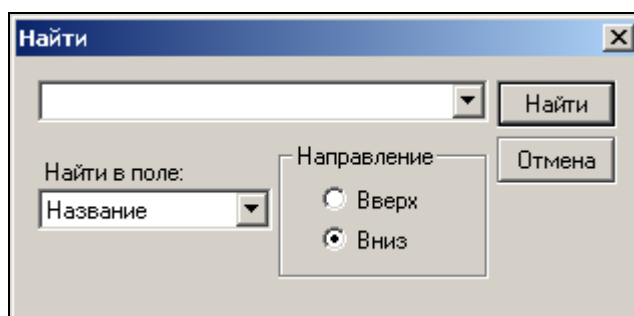 Найти
Найти
Отмена
Найти в поле:
Название
Направление
Вверх
Вниз